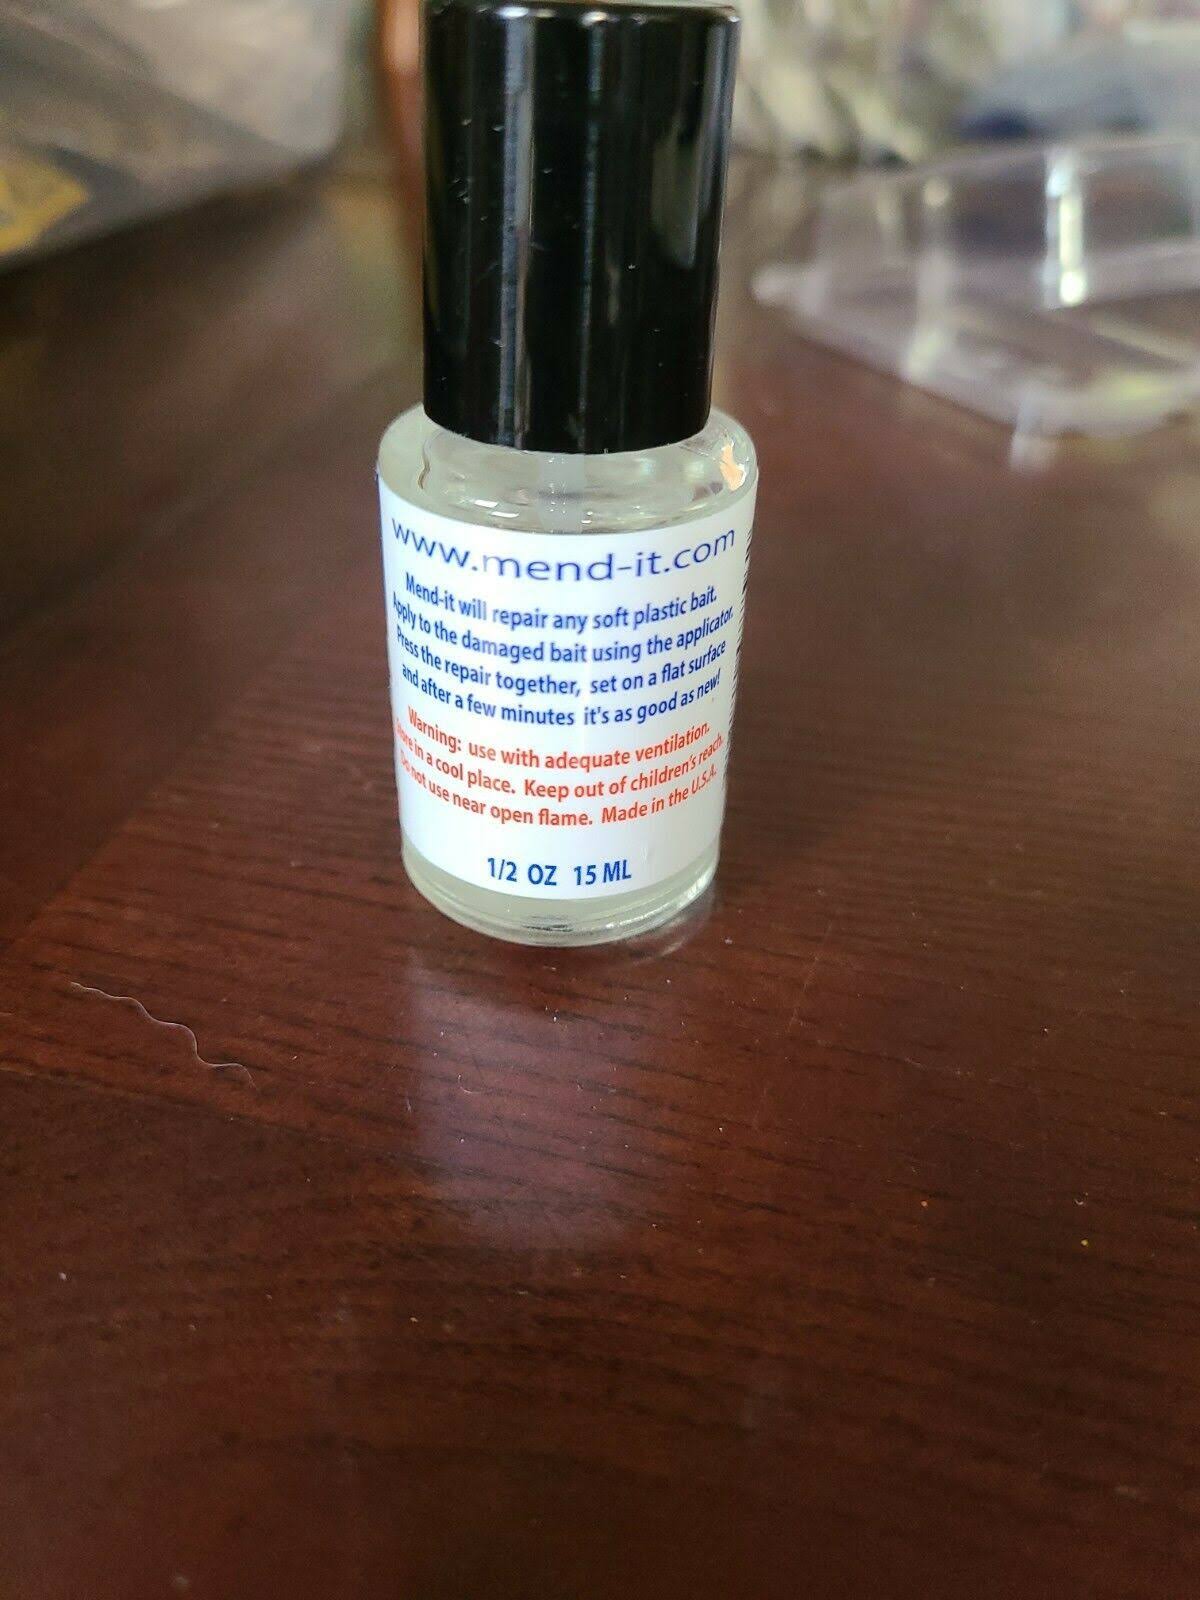 www.mend-it.com
Mend-it will repair any soft plastic bait.
Apply to the damaged bait using the applicator.
Press the repair together, set on a flat surface
and after a few minutes it's as good as new!
Warning: use with adequate ventilation.
Store in a cool place. Keep out of children's reach.
Do not use near open flame. Made in the U.S.A.
1/2 OZ 15 ML